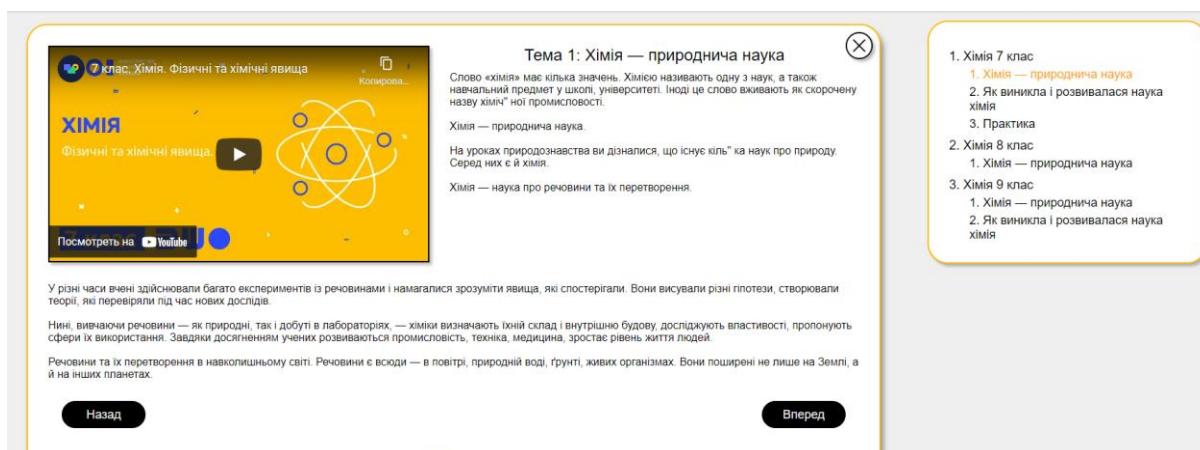 7 клас. Хімія. Фізичні та хімічні явища
Копирова...
ХІМІЯ
Фізичні та хімічні явища.
Посмотреть на YouTube
Тема 1: Хімія — природнича наука
Слово «хімія» має кілька значень. Хімією називають одну з наук, а також
навчальний предмет у школі, університеті. Іноді це слово вживають як скорочену
назву хіміч" ної промисловості.
Хімія — природнича наука.
На уроках природознавства ви дізналися, що існує кіль" ка наук про природу.
Серед них є й хімія.
Хімія — наука про речовини та їх перетворення.
У різні часи вчені здійснювали багато експериментів із речовинами і намагалися зрозуміти явища, які спостерігали. Вони висували різні гіпотези, створювали
теорії, які перевіряли під час нових дослідів.
Нині, вивчаючи речовини — як природні, так і добуті в лабораторіях, — хіміки визначають їхній склад і внутрішню будову, досліджують властивості, пропонують
сфери їх використання. Завдяки досягненням учених розвиваються промисловість, техніка, медицина, зростає рівень життя людей.
Речовини та їх перетворення в навколишньому світі. Речовини є всюди — в повітрі, природній воді, ґрунті, живих організмах. Вони поширені не лише на Землі, а
й на інших планетах.
Назад
Вперед
1. Хімія 7 клас
1. Хімія — природнича наука
2. Як виникла і розвивалася наука
хімія
3. Практика
2. Хімія 8 клас
1. Хімія — природнича наука
3. Хімія 9 клас
1. Хімія — природнича наука
2. Як виникла і розвивалася наука
хімія